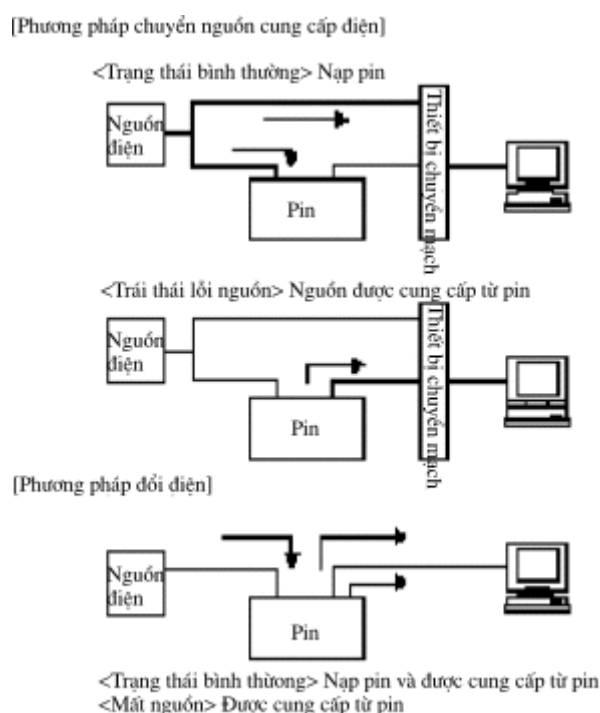 [Phương pháp chuyển nguồn cung cấp điện]
<Trạng thái bình thường> Nạp pin
Nguồn
điện
Pin
Thiết bị chuyển mạch
<Trái thái lỗi nguồn> Nguồn được cung cấp từ pin
Nguồn
điện
Pin
Thiết bị chuyển mạch
[Phương pháp đổi điện]
Nguồn
điện
Pin
<Trạng thái bình thừong> Nạp pin và được cung cấp từ pin
<Mất nguồn> Được cung cấp từ pin